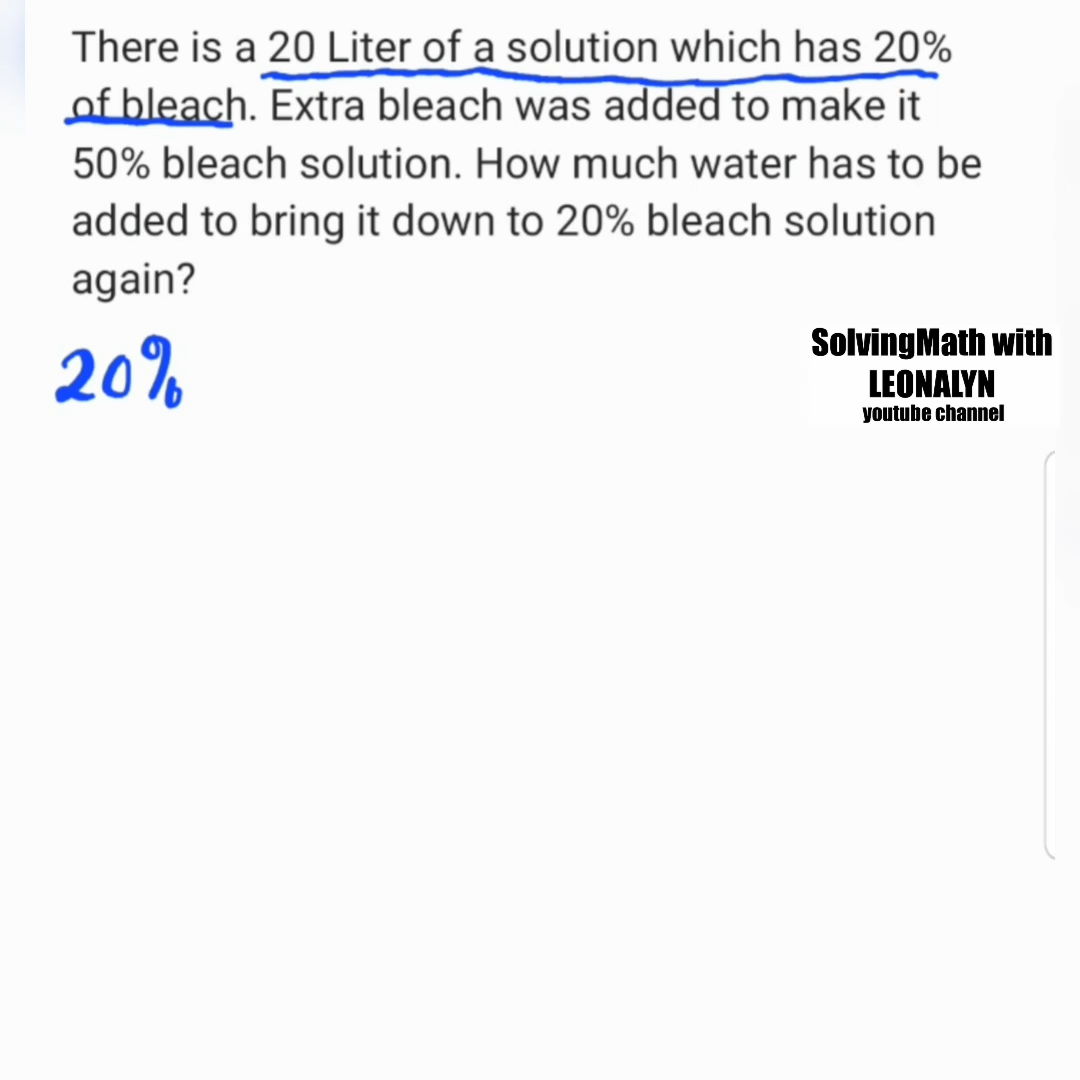 There is a 20 Liter of a solution which has 20%
of bleach. Extra bleach was added to make it
50% bleach solution. How much water has to be
added to bring it down to 20% bleach solution
again?
20%
SolvingMath with
LEONALYN
youtube channel